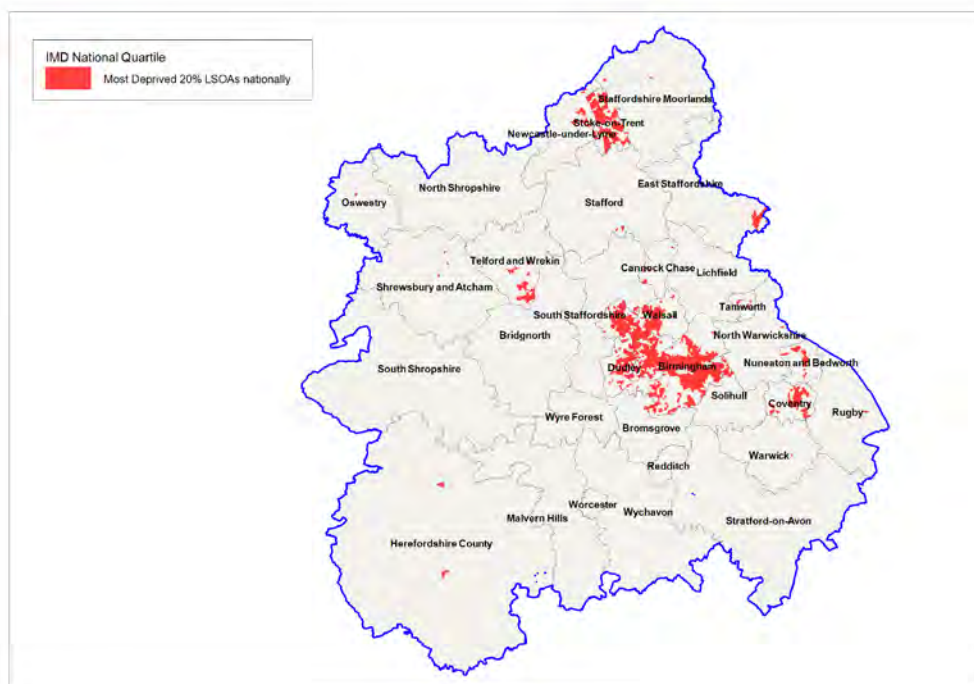 IMD National Quartile
Most Deprived 20% LSOAs nationally
Staffordshire Moorlands
Stoke-on-Trent
Newcastle-under-Lyme
North Shropshire
East Staffordshire
Oswestry
Stafford
Telford and Wrekin
Cannock Chase
Lichfield
Shrewsbury and Atcham
Tamworth
South Staffordshire
Walsall
Bridgnorth
North Warwickshire
South Shropshire
Dudley
Birmingham
Nuneaton and Bedworth
Solihull
Coventry
Rugby
Wyre Forest
Bromsgrove
Warwick
Redditch
Worcester
Wychavon
Malvern Hills
Stratford-on-Avon
Herefordshire County